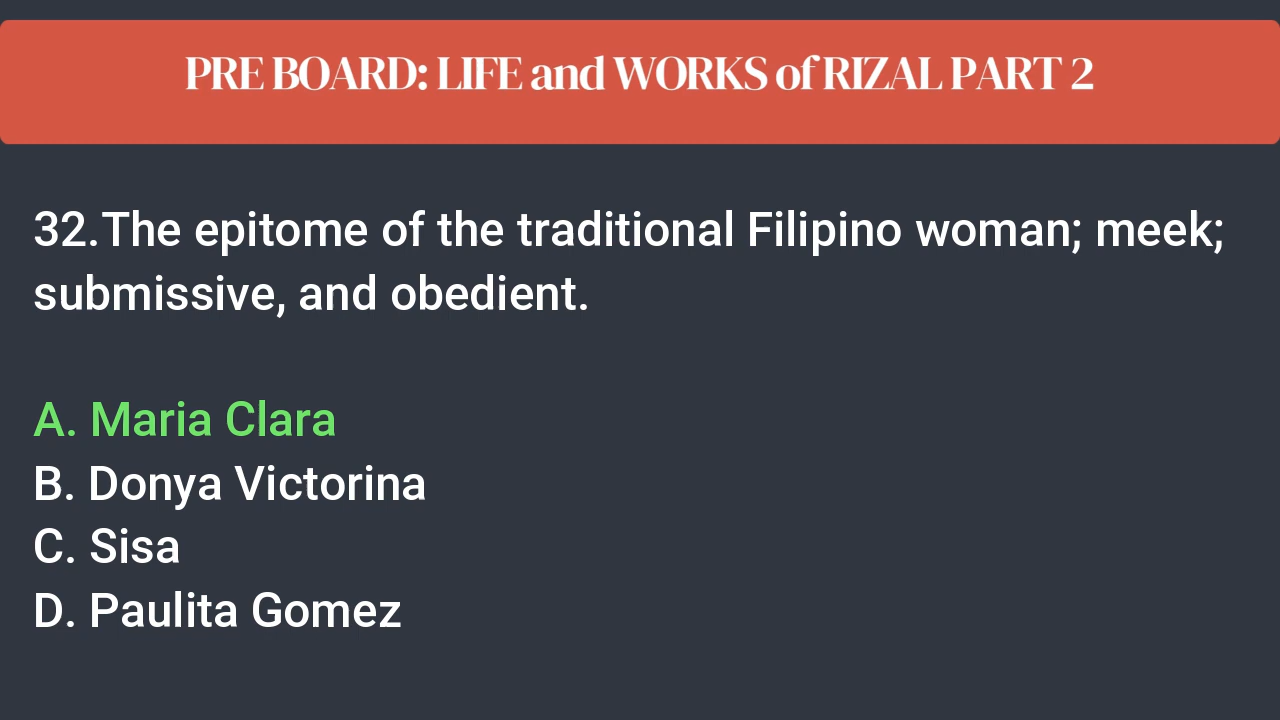 PRE BOARD: LIFE and WORKS of RIZAL PART 2
32.The epitome of the traditional Filipino woman; meek;
submissive, and obedient.
A. Maria Clara
B. Donya Victorina
C. Sisa
D. Paulita Gomez